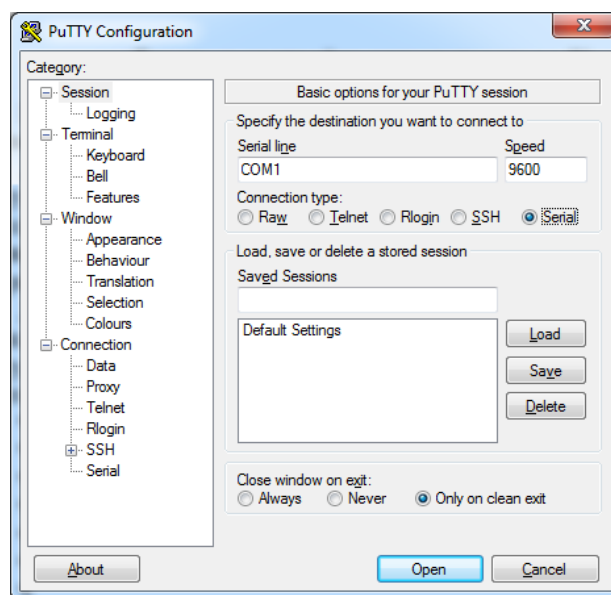 PuTTY Configuration
Category:
Session
Logging
Terminal
Keyboard
Bell
Features
Window
Appearance
Behaviour
Translation
Selection
Colours
Connection
Data
Proxy
Telnet
Rlogin
SSH
Serial
Basic options for your PuTTY session
Specify the destination you want to connect to
Serial line Speed
COM1 9600
Connection type:
Raw Telnet Rlogin SSH Serial
Load, save or delete a stored session
Saved Sessions
Default Settings
Load
Save
Delete
Close window on exit:
Always Never Only on clean exit
About Open Cancel